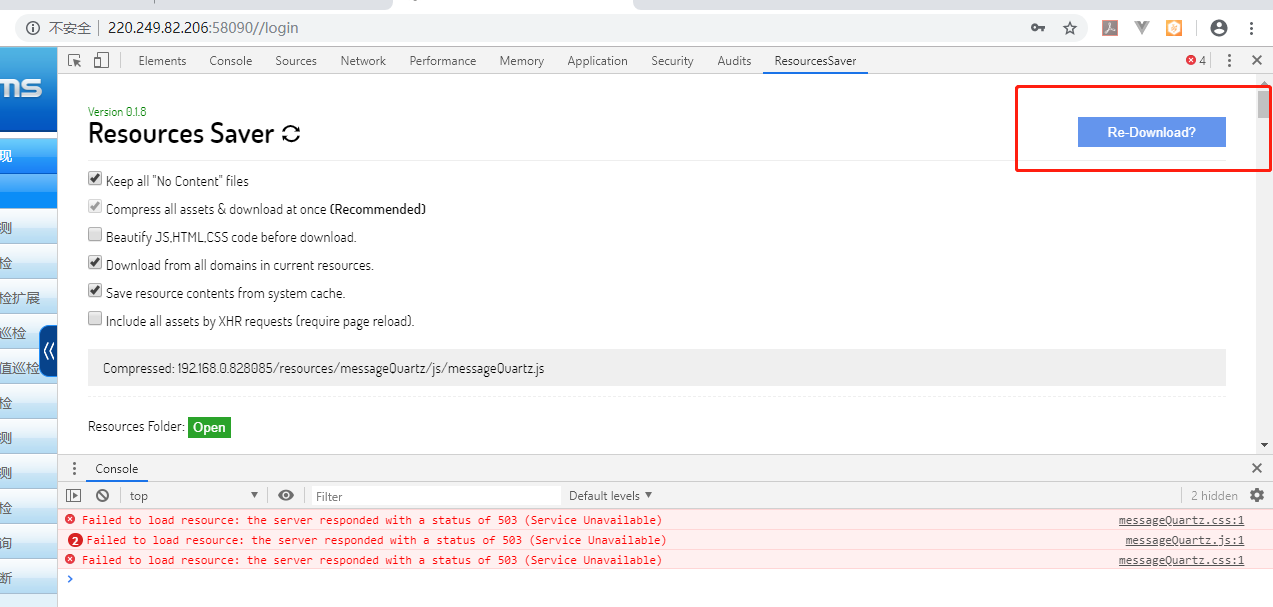 不安全 220.249.82.206:58090//login
ms
Elements Console Sources Network Performance Memory Application Security Audits ResourcesSaver 4
Version 0.1.8
Resources Saver
Re-Download?
现
Keep all "No Content" files
Compress all assets & download at once (Recommended)
测
Beautify JS,HTML,CSS code before download.
检
Download from all domains in current resources.
检扩展
Save resource contents from system cache.
巡检
Include all assets by XHR requests (require page reload).
值巡检
Compressed: 192.168.0.828085/resources/messageQuartz/js/messageQuartz.js
检
Resources Folder: Open
测
Console
测
top Filter Default levels 2 hidden
检
Failed to load resource: the server responded with a status of 503 (Service Unavailable) messageQuartz.css:1
询
2 Failed to load resource: the server responded with a status of 503 (Service Unavailable) messageQuartz.js:1
Failed to load resource: the server responded with a status of 503 (Service Unavailable) messageQuartz.css:1
断